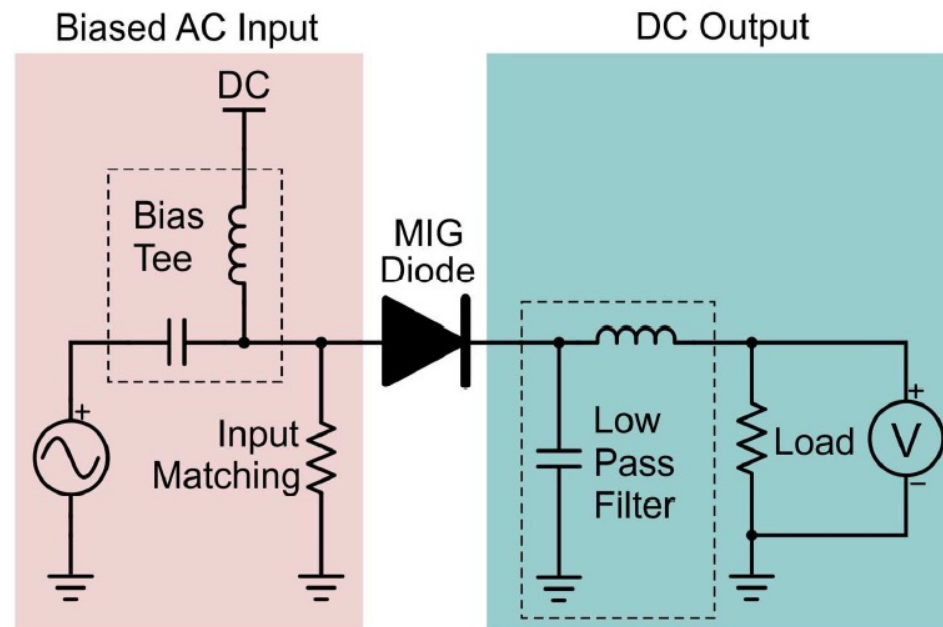 Biased AC Input
DC Output
DC
Bias
Tee
MIG
Diode
+
Input
Matching
Low
Pass
Filter
Load
+
V
−